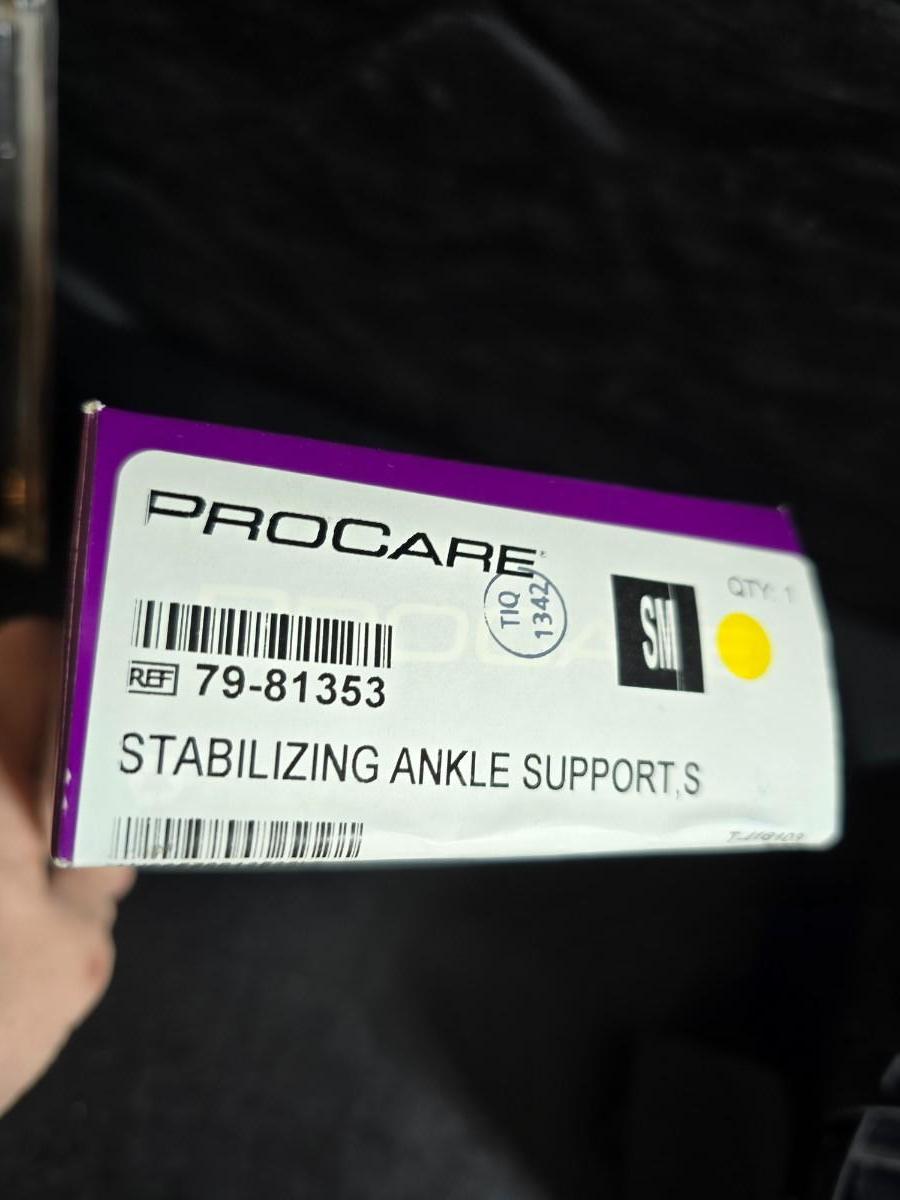 PROCARE
TIQ
1342
SM
QTY: 1
REF 79-81353
STABILIZING ANKLE SUPPORT,S